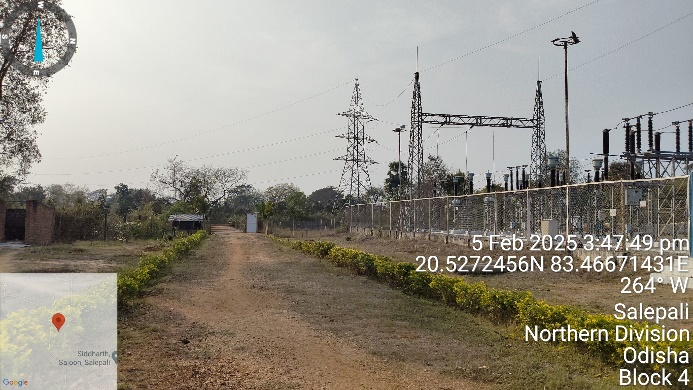 5 Feb 2025 3:47:49 pm
20.5272456N 83.46671431E
264° W
Salepali
Northern Division
Odisha
Block 4
Siddharth,
Saloon, Salepali
Google